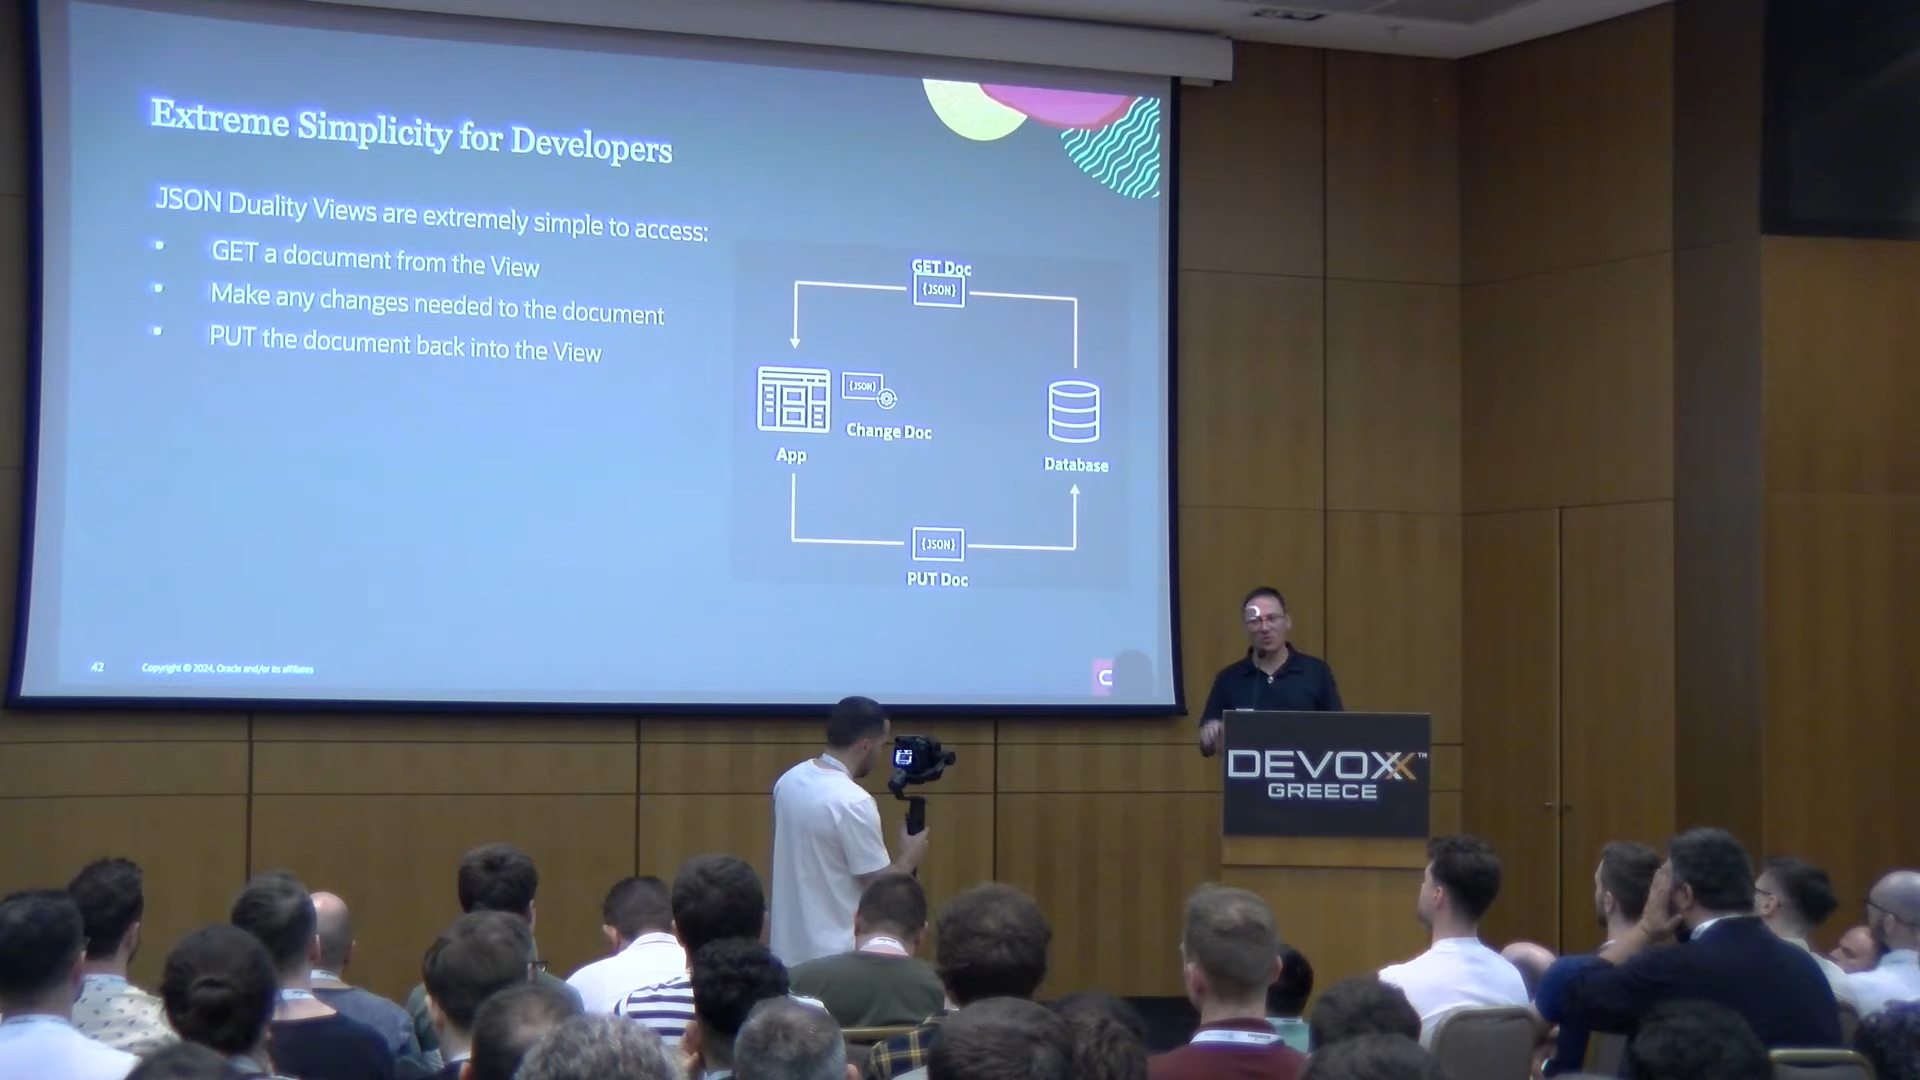 Extreme Simplicity for Developers
JSON Duality Views are extremely simple to access:
• GET a document from the View
• Make any changes needed to the document
• PUT the document back into the View
GET Doc
{JSON}
{JSON}
Change Doc
App
Database
{JSON}
PUT Doc
42 Copyright © 2024, Oracle and/or its affiliates
DEVOXX™
GREECE